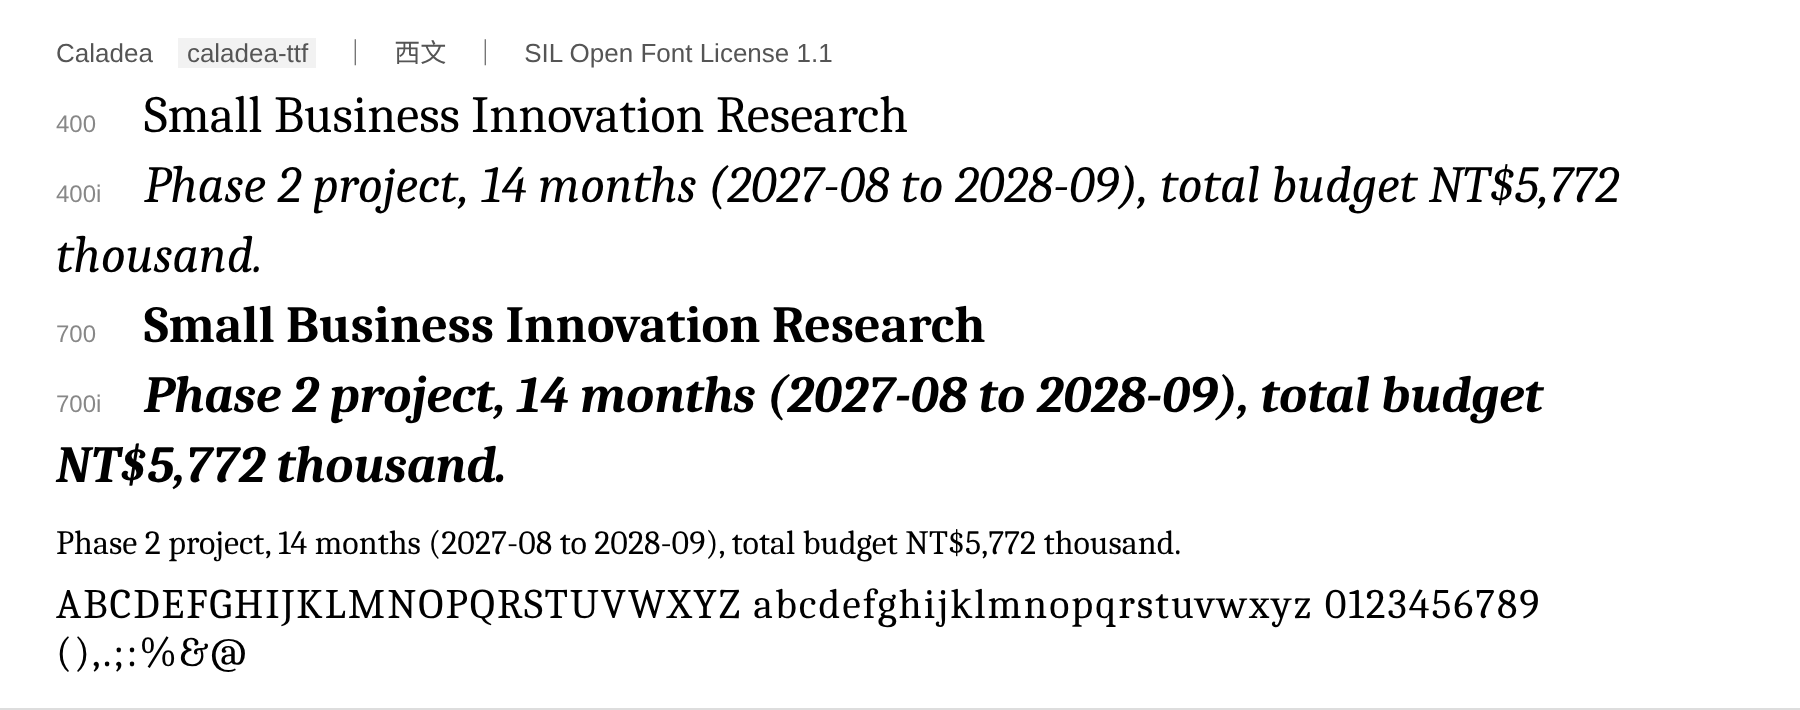 Caladea caladea-ttf | 西文 | SIL Open Font License 1.1
400 Small Business Innovation Research
400i Phase 2 project, 14 months (2027-08 to 2028-09), total budget NT$5,772
thousand.
700 Small Business Innovation Research
700i Phase 2 project, 14 months (2027-08 to 2028-09), total budget
NT$5,772 thousand.
Phase 2 project, 14 months (2027-08 to 2028-09), total budget NT$5,772 thousand.
ABCDEFGHIJKLMNOPQRSTUVWXYZ abcdefghijklmnopqrstuvwxyz 0123456789
(),.;:%&@